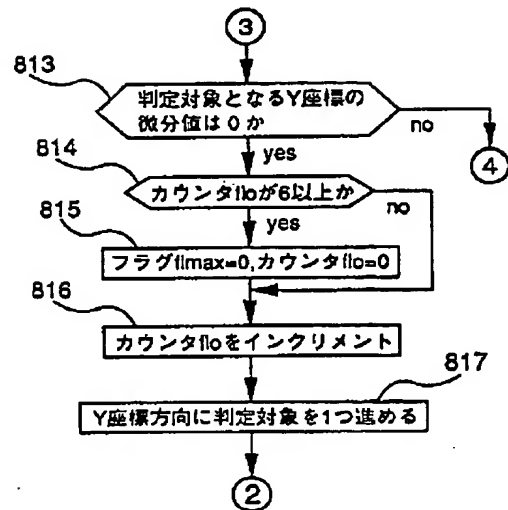 ③
813
判定対象となるY座標の
微分値は0か
no
④
yes
814
カウンタfloが6以上か
no
yes
815
フラグflmax=0,カウンタflo=0
816
カウンタfloをインクリメント
817
Y座標方向に判定対象を1つ進める
②